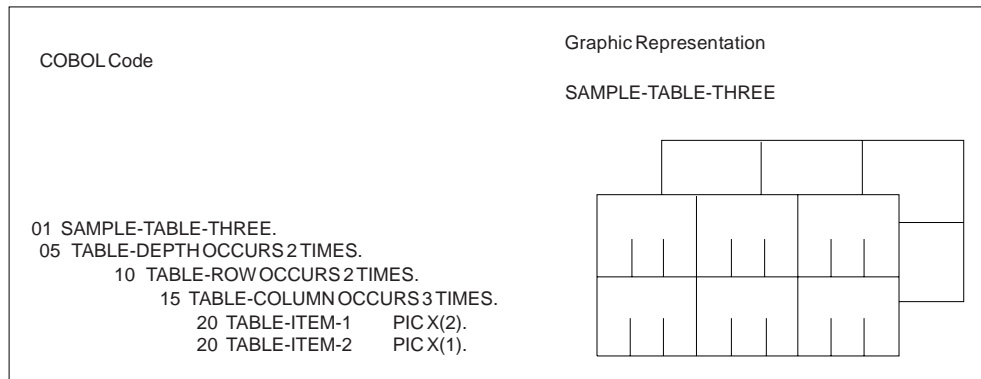 COBOL Code
Graphic Representation
SAMPLE-TABLE-THREE
01 SAMPLE-TABLE-THREE.
05 TABLE-DEPTH OCCURS 2 TIMES.
10 TABLE-ROW OCCURS 2 TIMES.
15 TABLE-COLUMN OCCURS 3 TIMES.
20 TABLE-ITEM-1 PIC X(2).
20 TABLE-ITEM-2 PIC X(1).